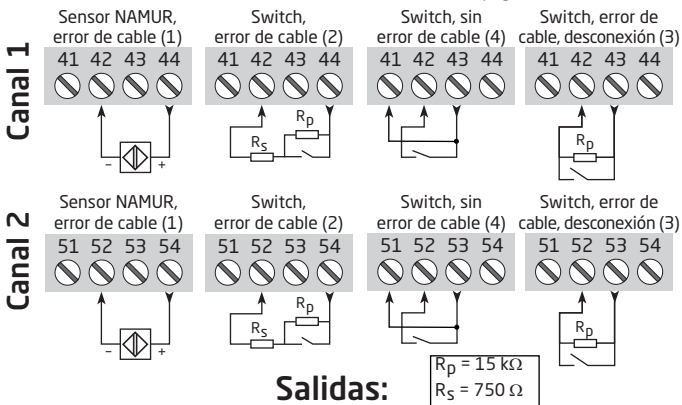 Sensor NAMUR, error de cable (1)
Switch, error de cable (2)
Switch, sin error de cable (4)
Switch, error de cable, desconexión (3)
Canal 1
41 42 43 44
41 42 43 44
41 42 43 44
41 42 43 44
– +
Rs Rp
Rp
Sensor NAMUR, error de cable (1)
Switch, error de cable (2)
Switch, sin error de cable (4)
Switch, error de cable, desconexión (3)
Canal 2
51 52 53 54
51 52 53 54
51 52 53 54
51 52 53 54
– +
Rs Rp
Rp
Salidas:
Rp = 15 kΩ
Rs = 750 Ω